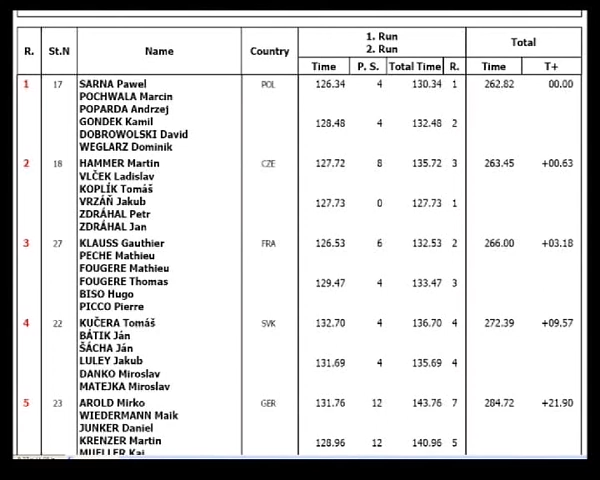 R. St.N Name Country 1. Run 2. Run Total
Time P. S. Total Time R. Time T+
1 17 SARNA Pawel POL 126.34 4 130.34 1 262.82 00.00
POCHWALA Marcin
POPARDA Andrzej
GONDEK Kamil 128.48 4 132.48 2
DOBROWOLSKI David
WEGLARZ Dominik
2 18 HAMMER Martin CZE 127.72 8 135.72 3 263.45 +00.63
VLČEK Ladislav
KOPLÍK Tomáš
VRZÁŇ Jakub 127.73 0 127.73 1
ZDRÁHAL Petr
ZDRÁHAL Jan
3 27 KLAUSS Gauthier FRA 126.53 6 132.53 2 266.00 +03.18
PECHE Mathieu
FOUGERE Mathieu
FOUGERE Thomas 129.47 4 133.47 3
BISO Hugo
PICCO Pierre
4 22 KUČERA Tomáš SVK 132.70 4 136.70 4 272.39 +09.57
BÁTIK Ján
ŠÁCHA Ján
LULEY Jakub 131.69 4 135.69 4
DANKO Miroslav
MATEJKA Miroslav
5 23 AROLD Mirko GER 131.76 12 143.76 7 284.72 +21.90
WIEDERMANN Maik
JUNKER Daniel
KRENZER Martin 128.96 12 140.96 5
MUELLER Kai